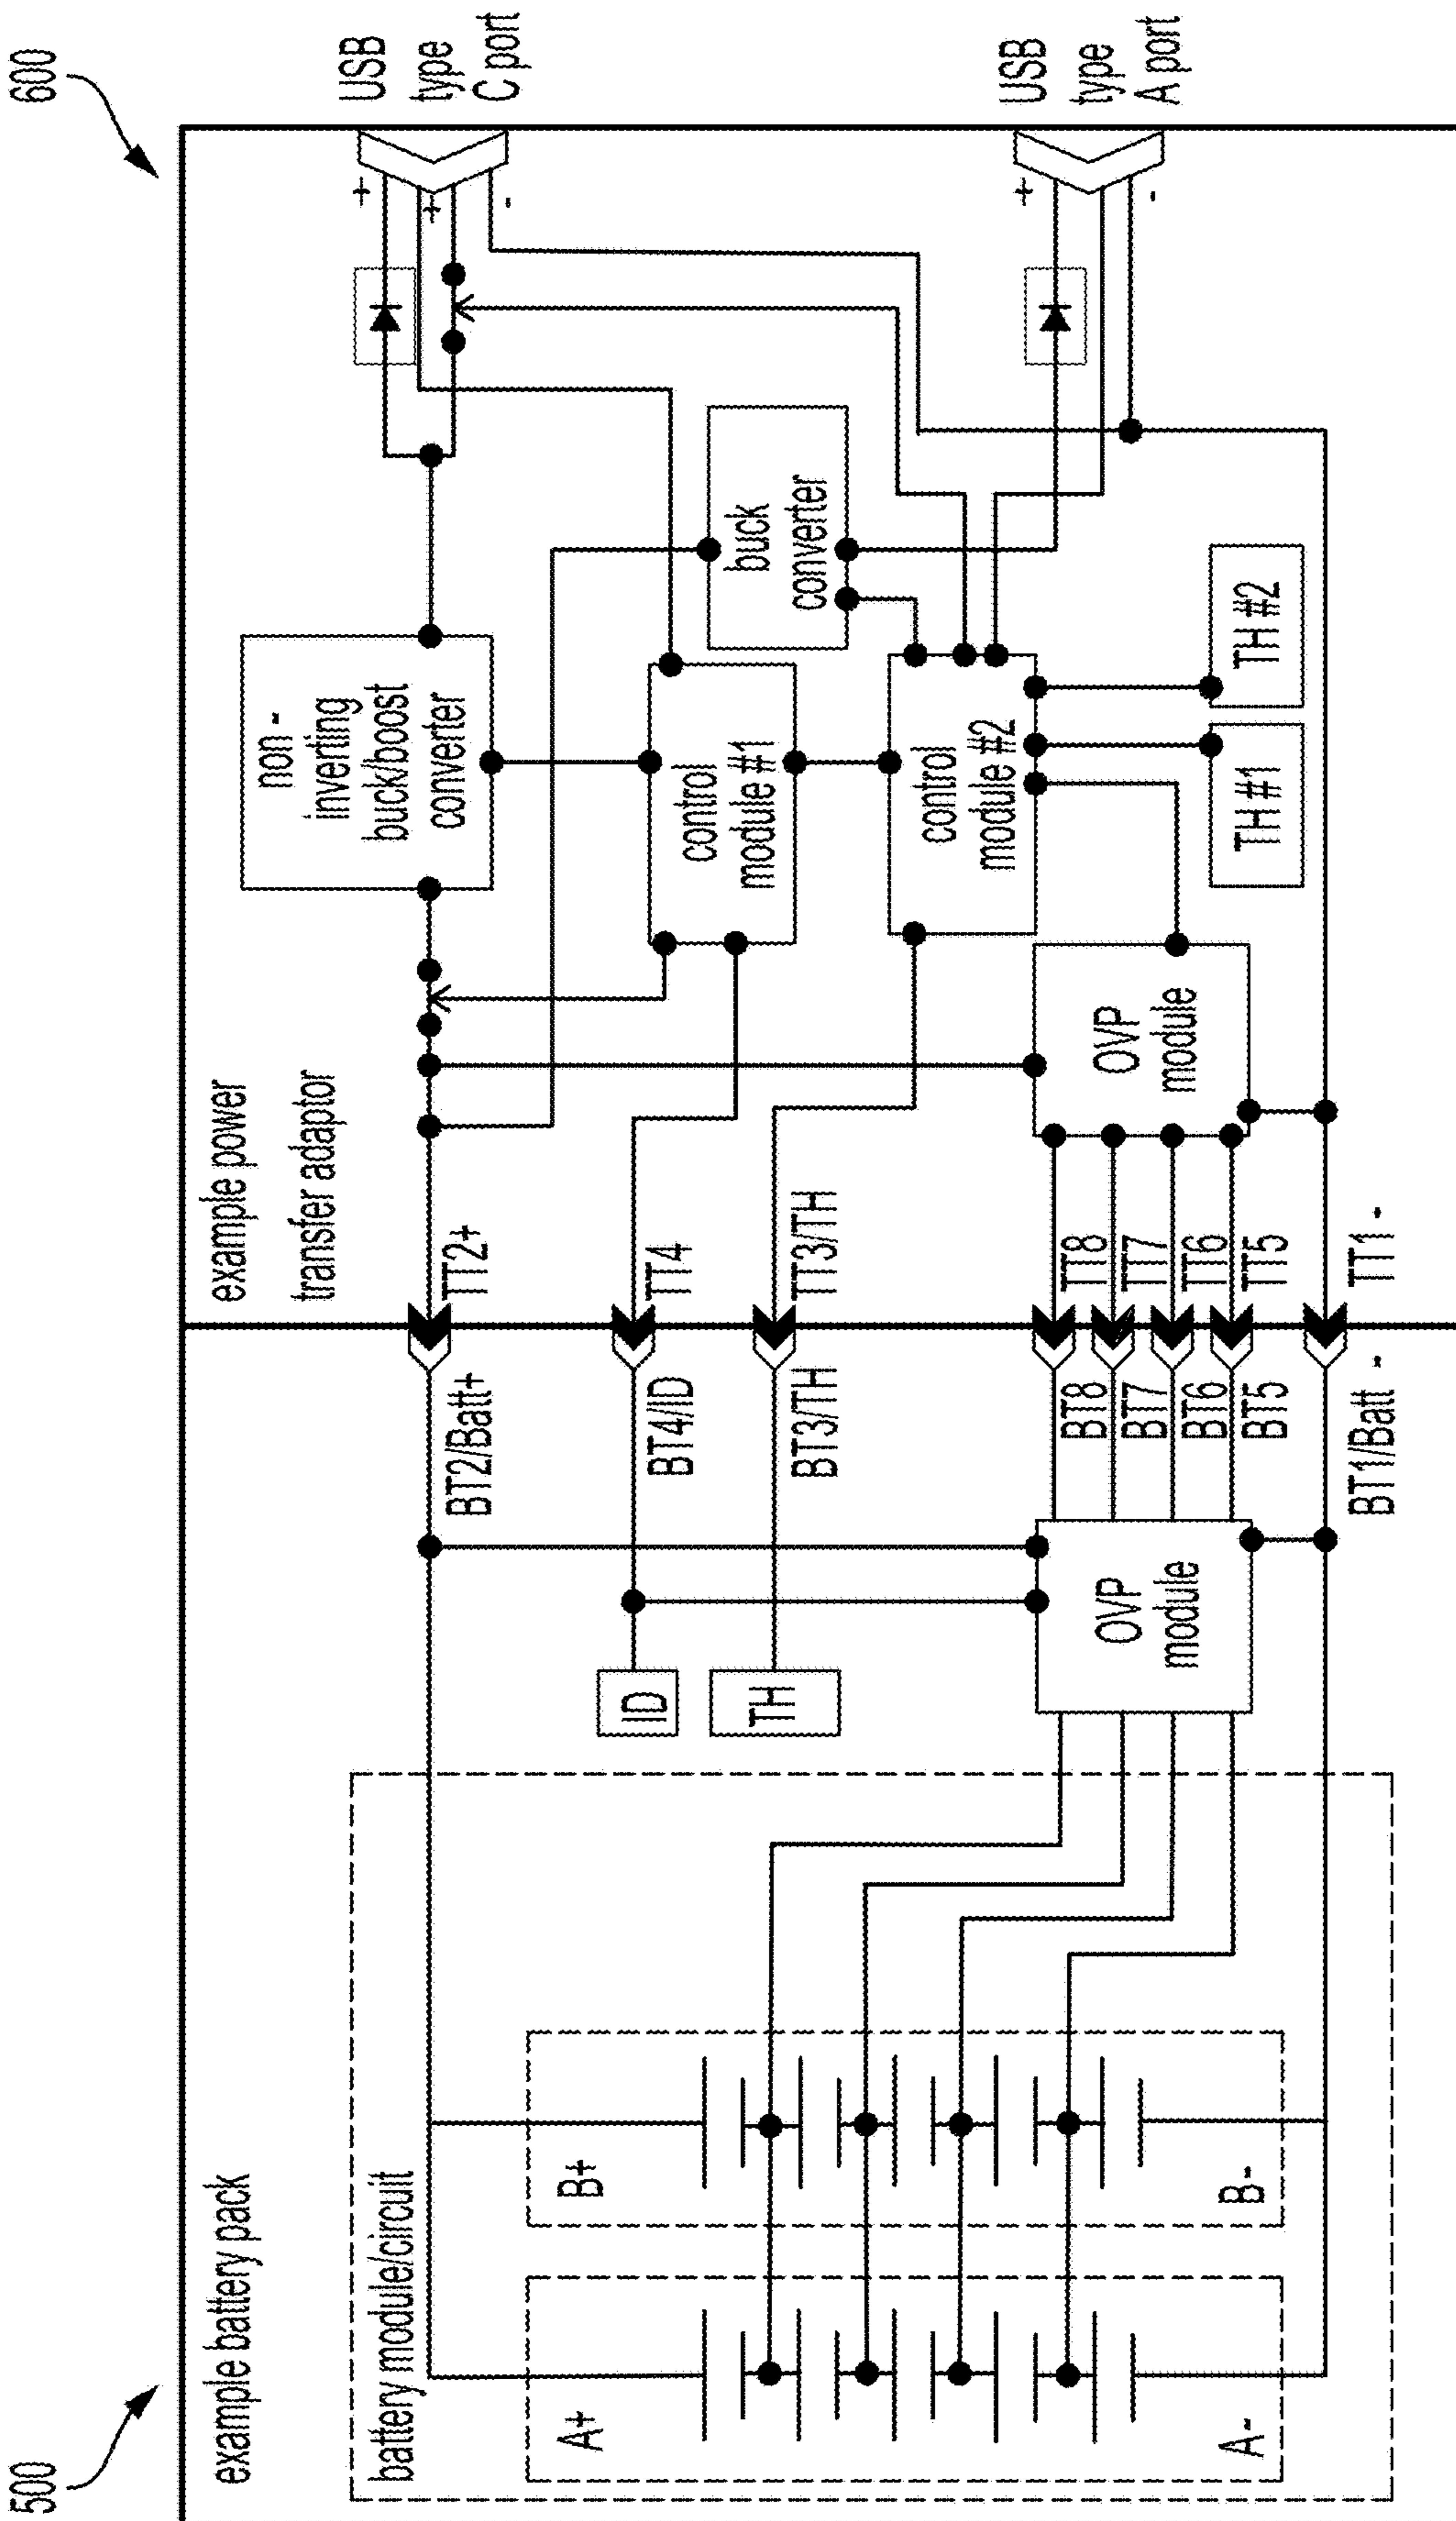 500
600
example battery pack
battery module/circuit
A+
A-
B+
B-
ID
TH
OVP
module
BT2/Batt+
BT4/ID
BT3/TH
BT8
BT7
BT6
BT5
BT1/Batt -
example power
transfer adaptor
TT2+
TT4
TT3/TH
TT8
TT7
TT6
TT5
TT1 -
OVP
module
non -
inverting
buck/boost
converter
control
module #1
control
module #2
buck
converter
TH #1
TH #2
+
+
-
USB
type
C port
+
-
USB
type
A port